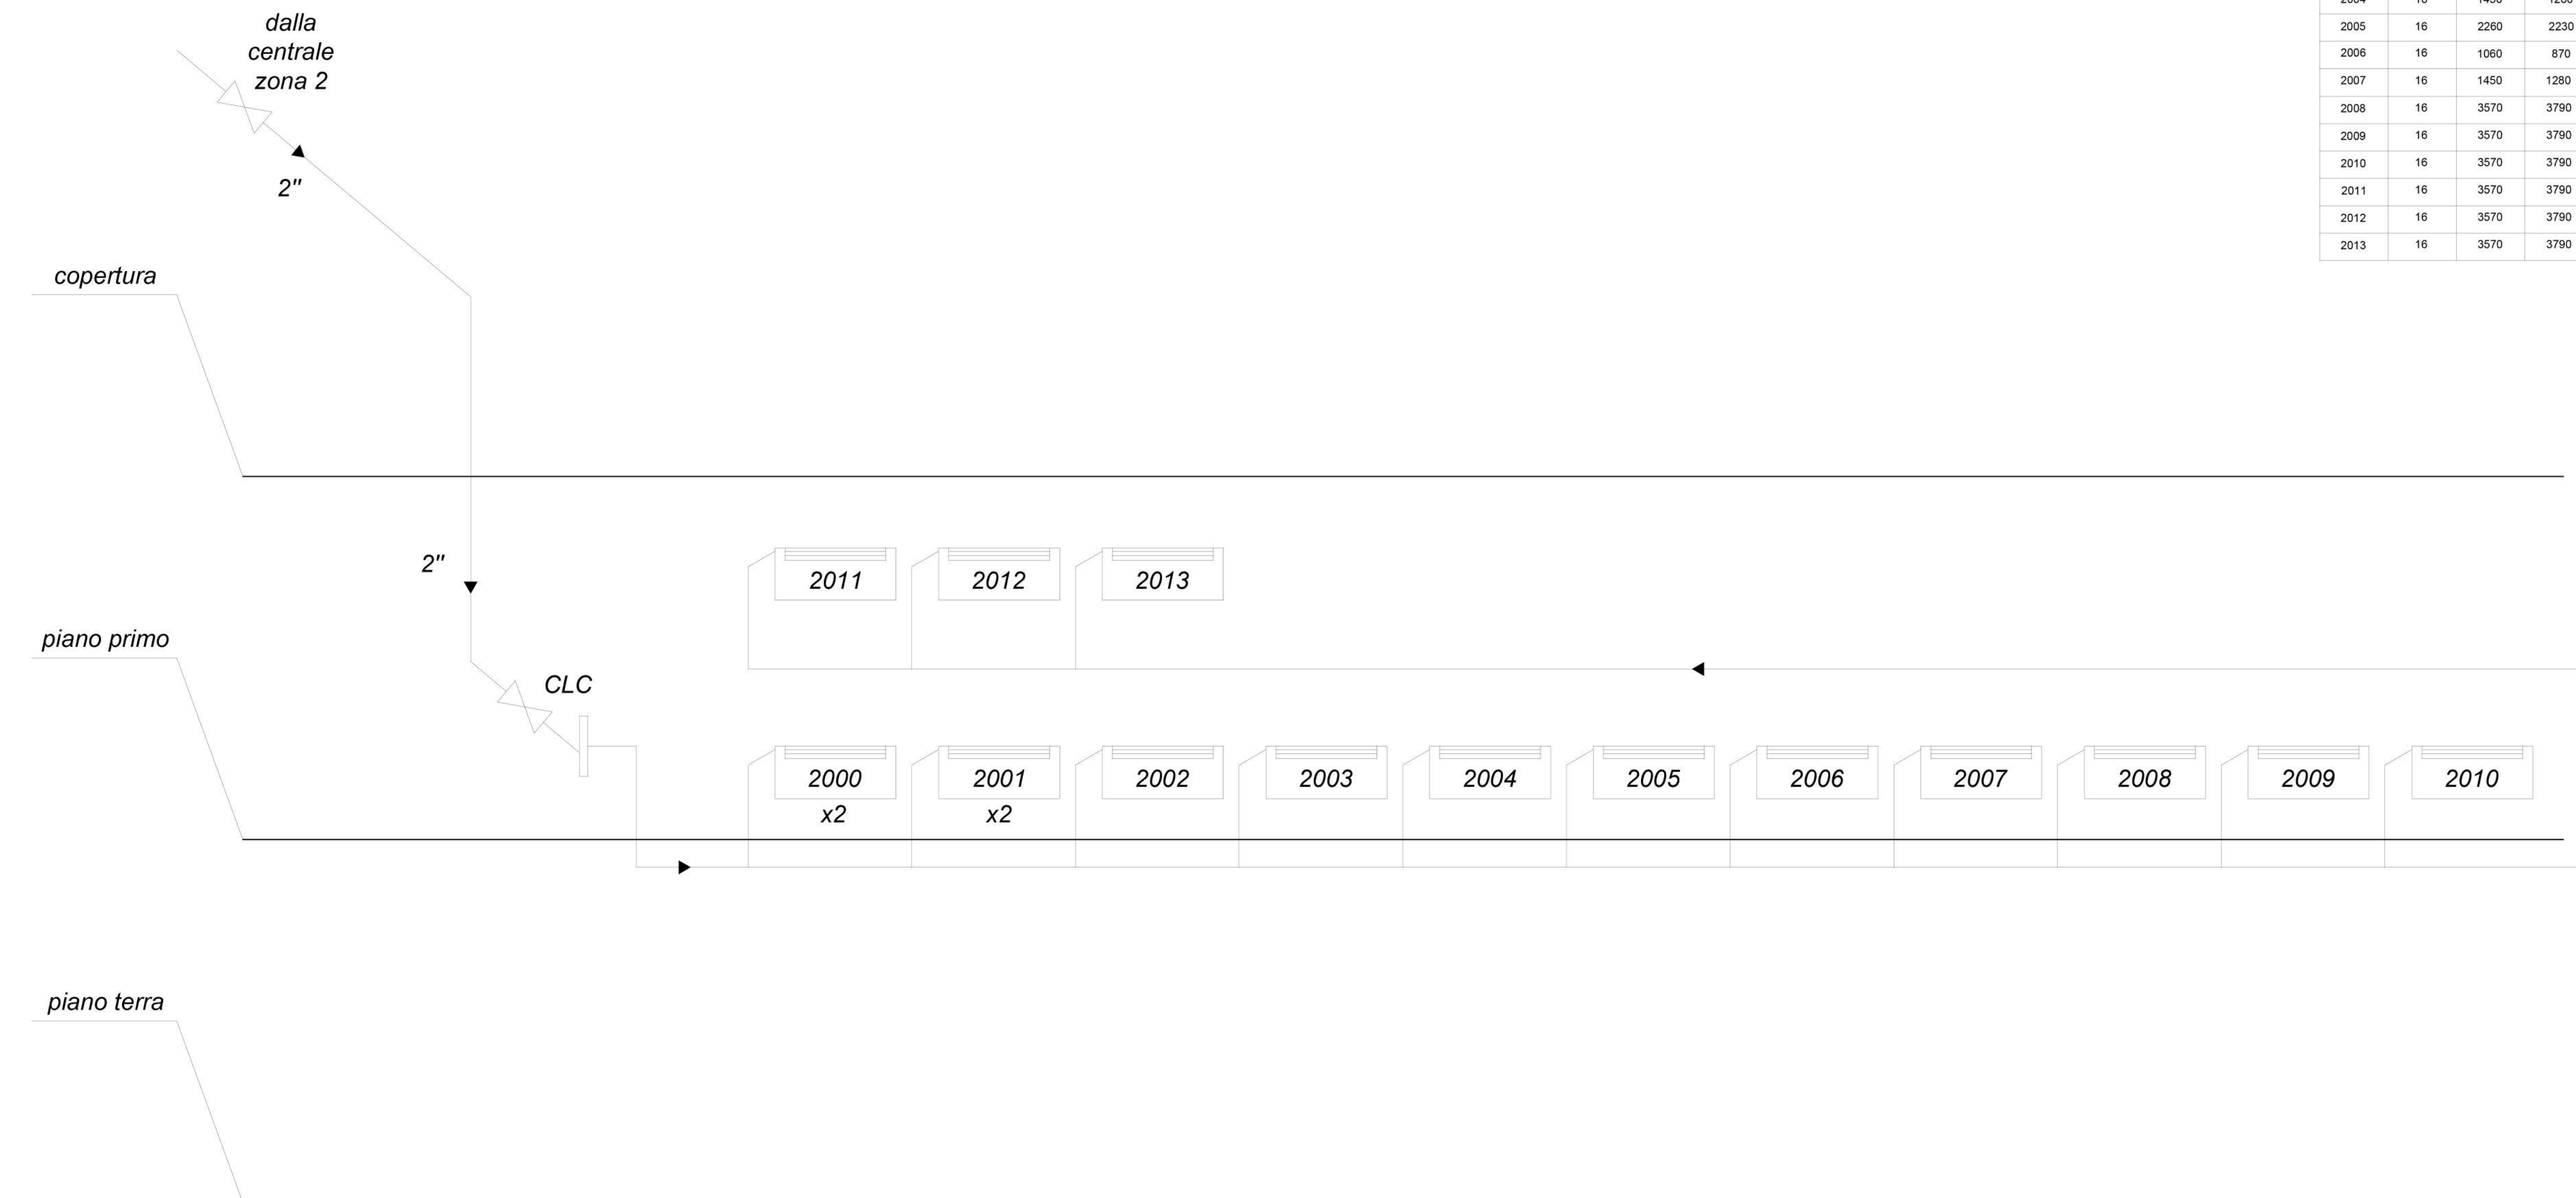 dalla
centrale
zona 2
2"
2005 16 2260 2230
2006 16 1060 870
2007 16 1450 1280
2008 16 3570 3790
2009 16 3570 3790
2010 16 3570 3790
2011 16 3570 3790
2012 16 3570 3790
2013 16 3570 3790
copertura
2"
2011 2012 2013
piano primo
CLC
2000 2001 2002 2003 2004 2005 2006 2007 2008 2009 2010
x2 x2
piano terra